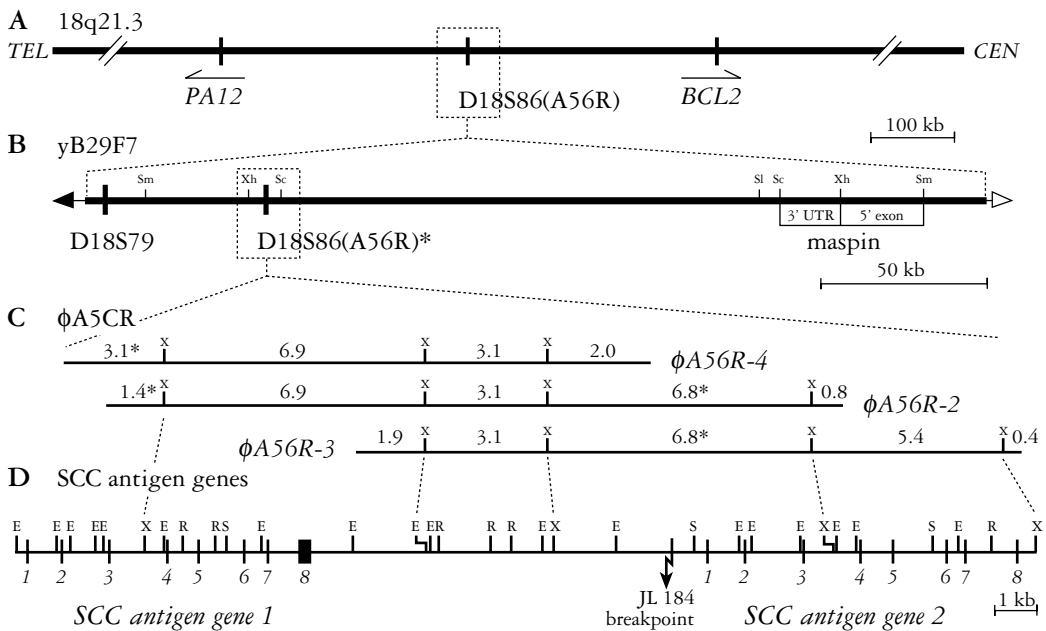 A 18q21.3
TEL CEN
PA12 D18S86(A56R) BCL2
100 kb
B yB29F7
Sm Xh Sc Sl Sc Xh Sm
3' UTR 5' exon
D18S79 D18S86(A56R)* maspin
50 kb
C ϕA5CR
X X X
3.1* 6.9 3.1 2.0 ϕA56R-4
X X X X
1.4* 6.9 3.1 6.8* 0.8 ϕA56R-2
X X X X
1.9 3.1 6.8* 5.4 0.4
ϕA56R-3
D SCC antigen genes
E E E E E X E R R S E E E E R R R E X E S E E E X E E S E R X
1 2 3 4 5 6 7 8 1 2 3 4 5 6 7 8
SCC antigen gene 1 JL 184 breakpoint SCC antigen gene 2 1 kb